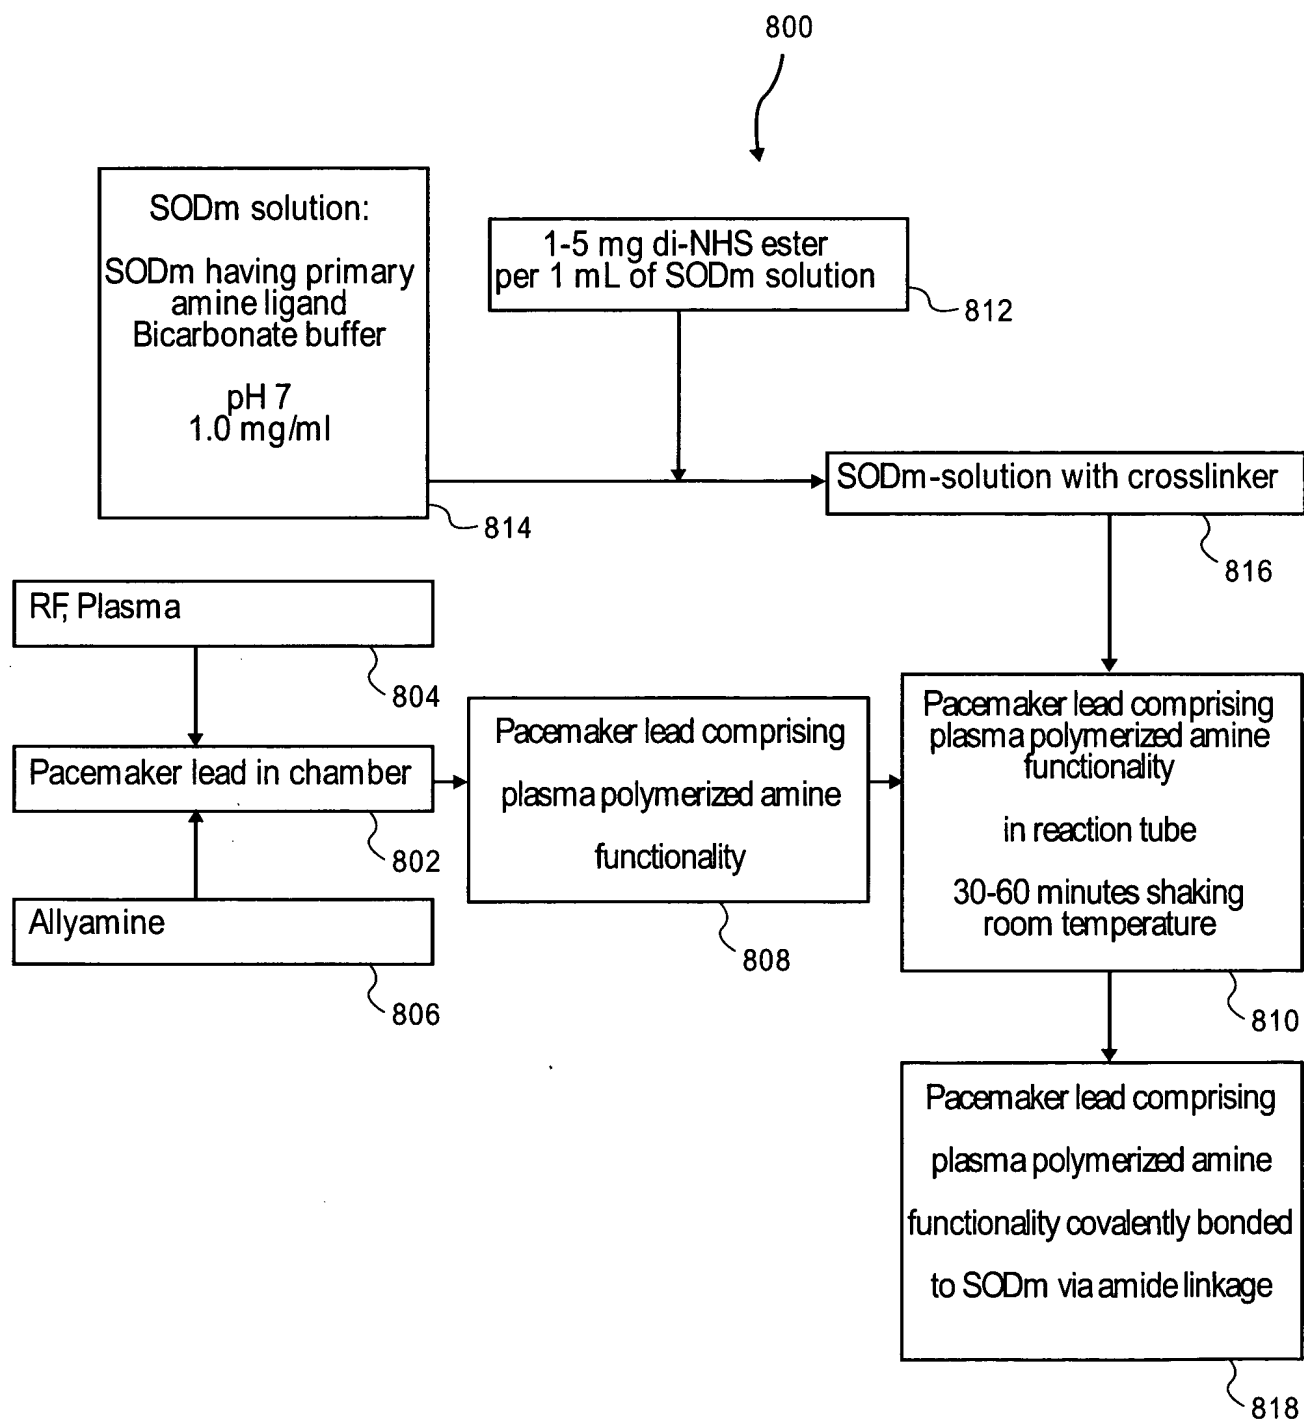 800
SODm solution:
SODm having primary
amine ligand
Bicarbonate buffer
pH 7
1.0 mg/ml
814
1-5 mg di-NHS ester
per 1 mL of SODm solution
812
SODm-solution with crosslinker
816
RF, Plasma
804
Pacemaker lead in chamber
802
Allyamine
806
Pacemaker lead comprising
plasma polymerized amine
functionality
808
Pacemaker lead comprising
plasma polymerized amine
functionality
in reaction tube
30-60 minutes shaking
room temperature
810
Pacemaker lead comprising
plasma polymerized amine
functionality covalently bonded
to SODm via amide linkage
818